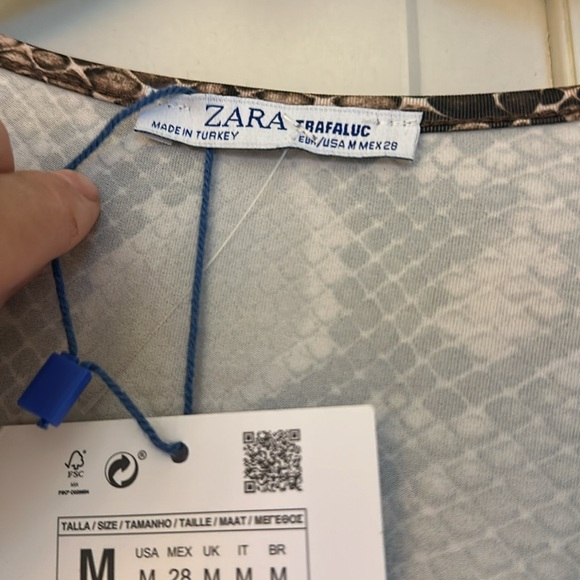 ZARA TRAFALUC
MADE IN TURKEY EUR/USA M MEX 28
FSC
®
TALLA / SIZE / TAMANHO / TAILLE / MAAT / ΜΕΓΕΘΟΣ
USA MEX UK IT BR
M M 28 M M M